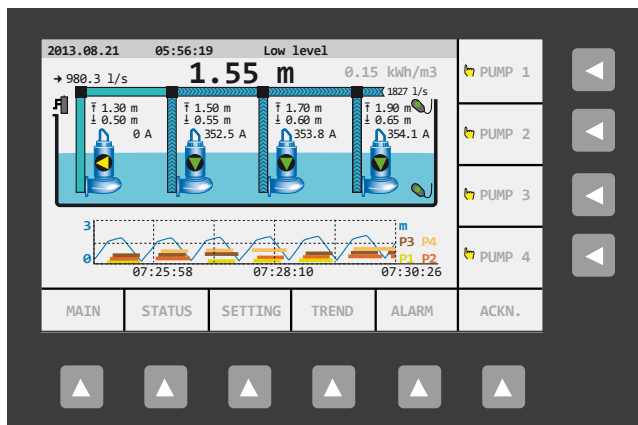 2013.08.21 05:56:19 Low level
980.3 l/s 1.55 m 0.15 kWh/m3
1827 l/s
1.30 m 1.50 m 1.70 m 1.90 m
0.50 m 0.55 m 0.60 m 0.65 m
0 A 352.5 A 353.8 A 354.1 A
PUMP 1
PUMP 2
PUMP 3
PUMP 4
3 m
P3 P4
0 P1 P2
07:25:58 07:28:10 07:30:26
MAIN STATUS SETTING TREND ALARM ACKN.